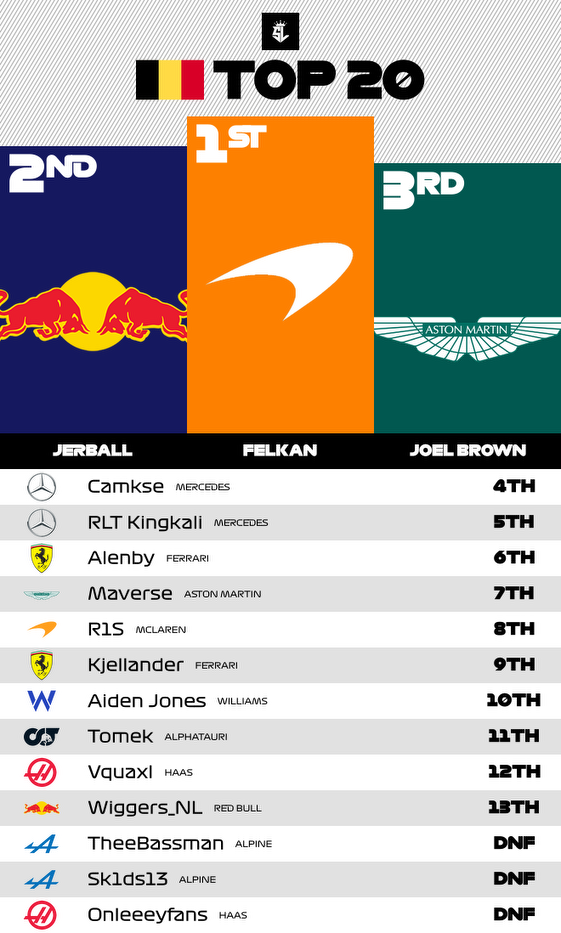 SL
TOP 20
1ST
2ND
3RD
ASTON MARTIN
JERBALL FELKAN JOEL BROWN
Camkse MERCEDES 4TH
RLT Kingkali MERCEDES 5TH
Alenby FERRARI 6TH
Maverse ASTON MARTIN 7TH
R1S MCLAREN 8TH
Kjellander FERRARI 9TH
Aiden Jones WILLIAMS 10TH
Tomek ALPHATAURI 11TH
Vquaxl HAAS 12TH
Wiggers_NL RED BULL 13TH
TheeBassman ALPINE DNF
Sk1ds13 ALPINE DNF
Onleeeyfans HAAS DNF